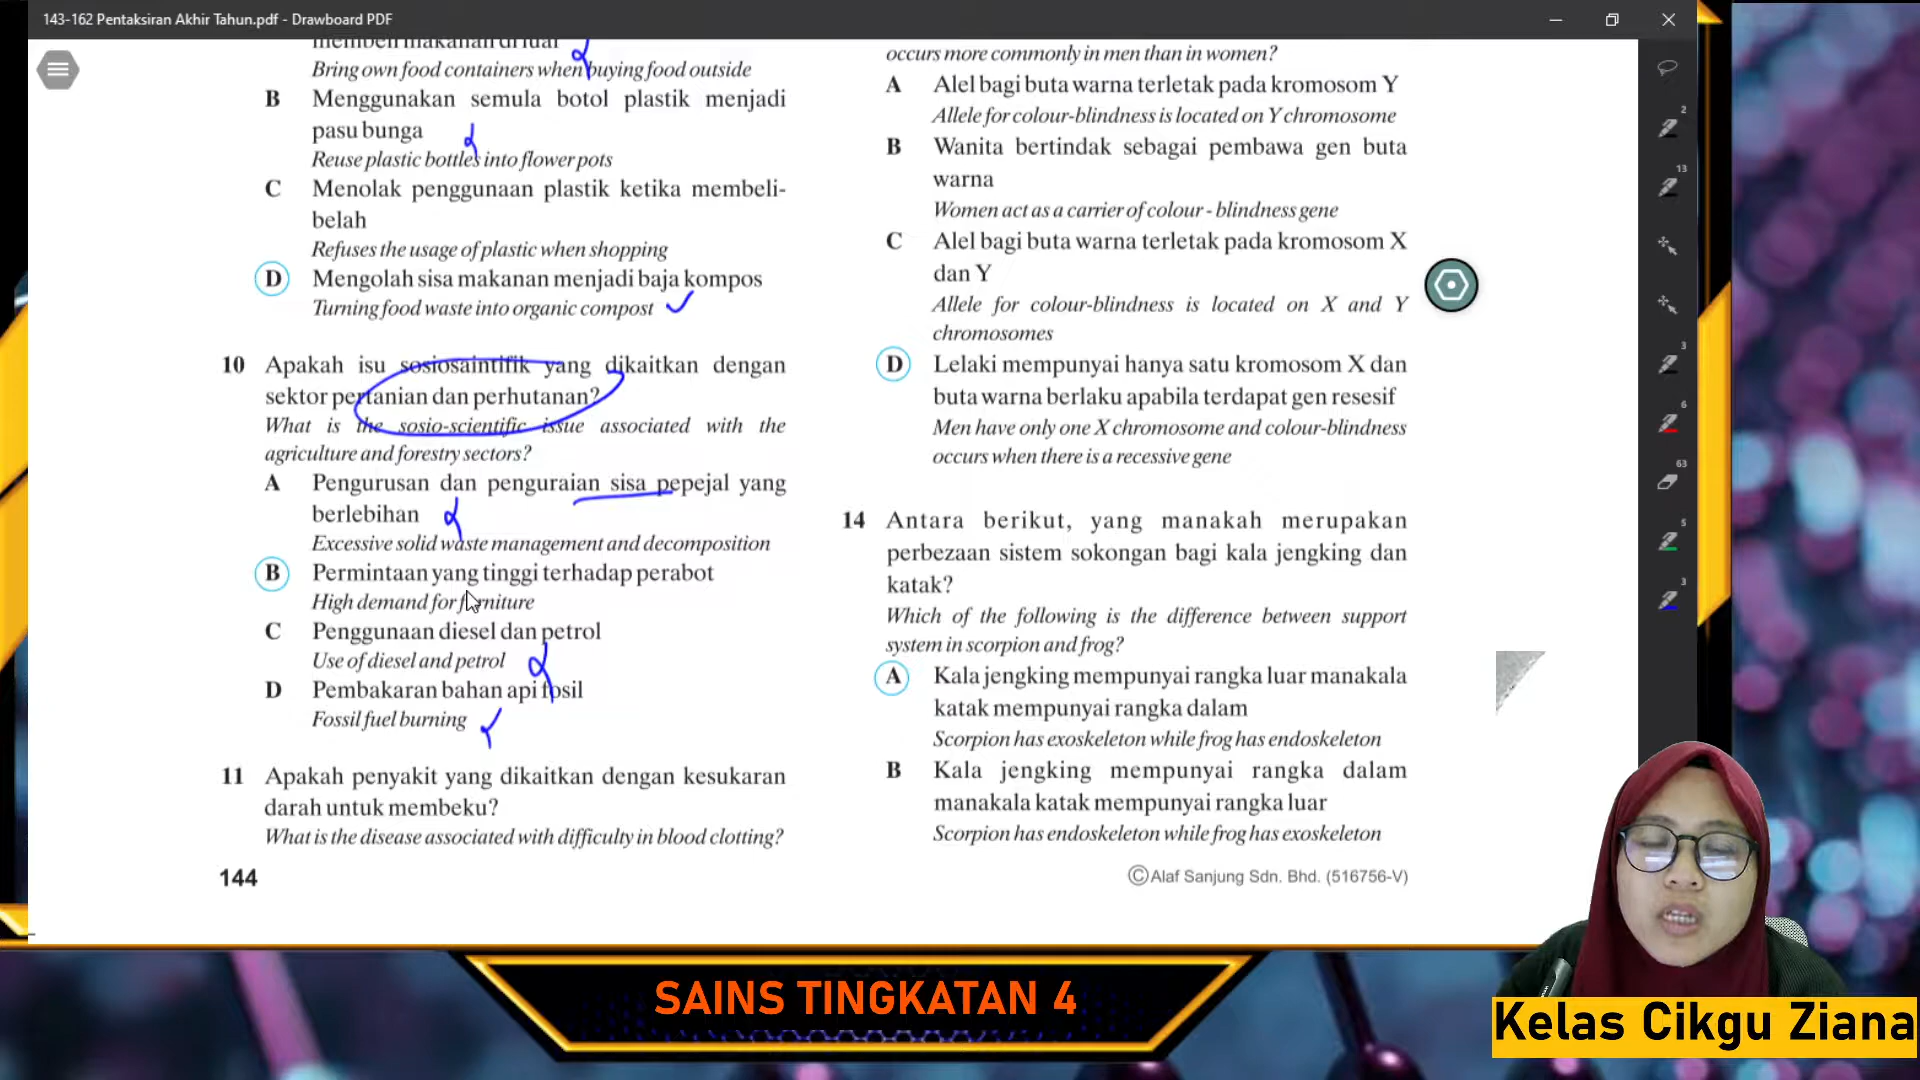 143-162 Pentaksiran Akhir Tahun.pdf - Drawboard PDF
memberi makanan di luar
Bring own food containers when buying food outside
B Menggunakan semula botol plastik menjadi
pasu bunga
Reuse plastic bottles into flower pots
C Menolak penggunaan plastik ketika membeli-
belah
Refuses the usage of plastic when shopping
D Mengolah sisa makanan menjadi baja kompos
Turning food waste into organic compost
10 Apakah isu sosiosaintifik yang dikaitkan dengan
sektor pertanian dan perhutanan?
What is the sosio-scientific issue associated with the
agriculture and forestry sectors?
A Pengurusan dan penguraian sisa pepejal yang
berlebihan
Excessive solid waste management and decomposition
B Permintaan yang tinggi terhadap perabot
High demand for furniture
C Penggunaan diesel dan petrol
Use of diesel and petrol
D Pembakaran bahan api fosil
Fossil fuel burning
11 Apakah penyakit yang dikaitkan dengan kesukaran
darah untuk membeku?
What is the disease associated with difficulty in blood clotting?
144
occurs more commonly in men than in women?
A Alel bagi buta warna terletak pada kromosom Y
Allele for colour-blindness is located on Y chromosome
B Wanita bertindak sebagai pembawa gen buta
warna
Women act as a carrier of colour - blindness gene
C Alel bagi buta warna terletak pada kromosom X
dan Y
Allele for colour-blindness is located on X and Y
chromosomes
D Lelaki mempunyai hanya satu kromosom X dan
buta warna berlaku apabila terdapat gen resesif
Men have only one X chromosome and colour-blindness
occurs when there is a recessive gene
14 Antara berikut, yang manakah merupakan
perbezaan sistem sokongan bagi kala jengking dan
katak?
Which of the following is the difference between support
system in scorpion and frog?
A Kala jengking mempunyai rangka luar manakala
katak mempunyai rangka dalam
Scorpion has exoskeleton while frog has endoskeleton
B Kala jengking mempunyai rangka dalam
manakala katak mempunyai rangka luar
Scorpion has endoskeleton while frog has exoskeleton
©Alaf Sanjung Sdn. Bhd. (516756-V)
2
13
3
6
63
5
3
SAINS TINGKATAN 4
Kelas Cikgu Ziana